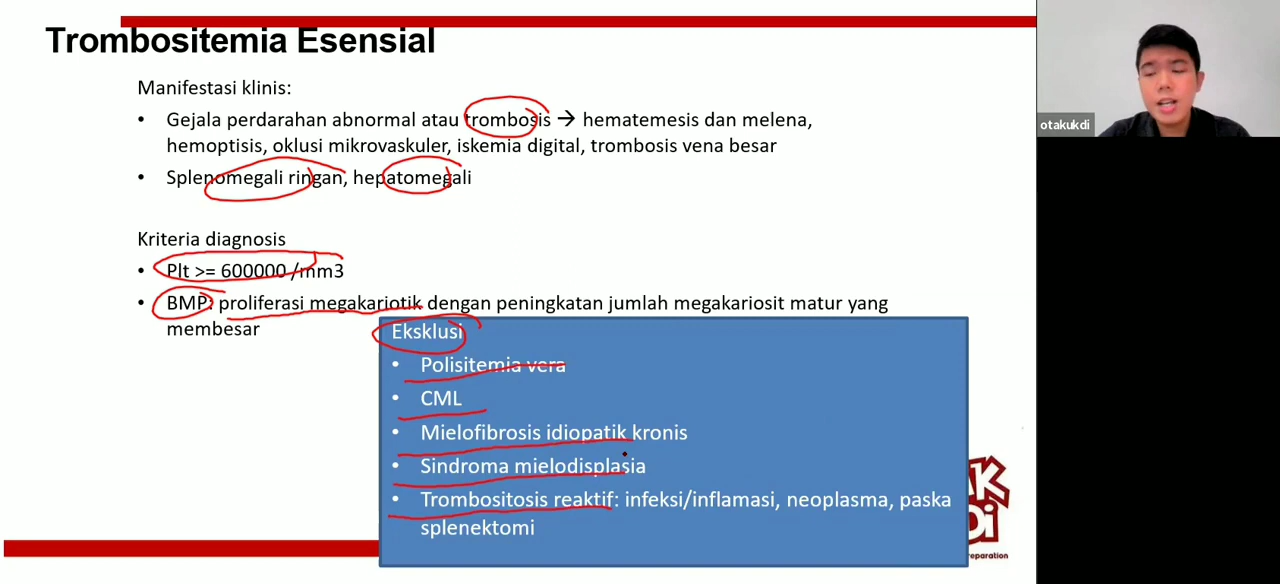 Trombositemia Esensial
otakukdi
Manifestasi klinis:
• Gejala perdarahan abnormal atau trombosis → hematemesis dan melena,
hemoptisis, oklusi mikrovaskuler, iskemia digital, trombosis vena besar
• Splenomegali ringan, hepatomegali
Kriteria diagnosis
• Plt >= 600000 /mm3
• BMP: proliferasi megakariotik dengan peningkatan jumlah megakariosit matur yang
membesar
Eksklusi
• Polisitemia vera
• CML
• Mielofibrosis idiopatik kronis
• Sindroma mielodisplasia
• Trombositosis reaktif: infeksi/inflamasi, neoplasma, paska
splenektomi